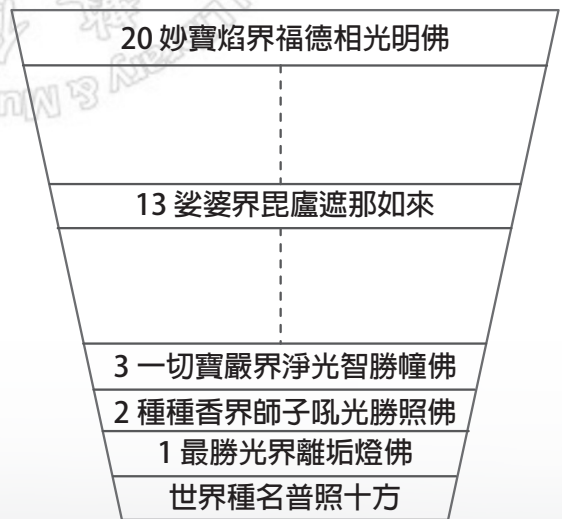 20 妙寶焰界福德相光明佛
13 娑婆界毘盧遮那如來
3 一切寶嚴界淨光智勝幢佛
2 種種香界師子吼光勝照佛
1 最勝光界離垢燈佛
世界種名普照十方